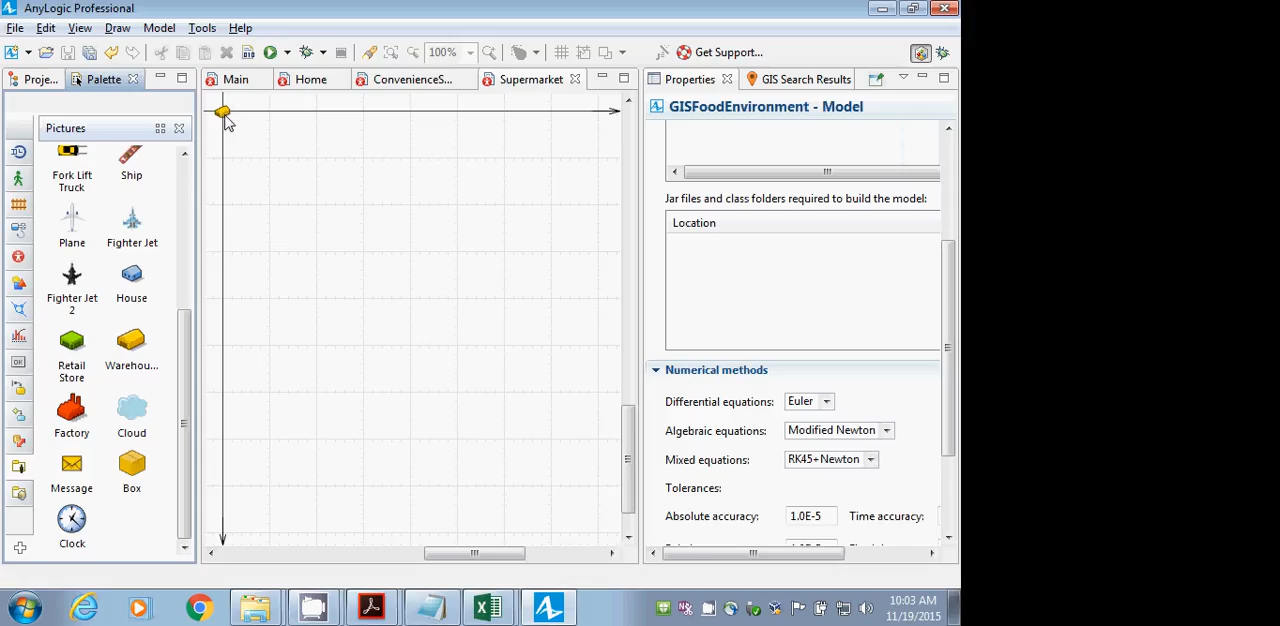 AnyLogic Professional
File Edit View Draw Model Tools Help
100% Get Support...
Proje... Palette Main Home ConvenienceS... Supermarket Properties GIS Search Results
GISFoodEnvironment - Model
Pictures
Fork Lift Truck
Ship
Plane
Fighter Jet
Fighter Jet 2
House
Retail Store
Warehou...
Factory
Cloud
Message
Box
Clock
Jar files and class folders required to build the model:
Location
Numerical methods
Differential equations: Euler
Algebraic equations: Modified Newton
Mixed equations: RK45+Newton
Tolerances:
Absolute accuracy: 1.0E-5 Time accuracy:
10:03 AM
11/19/2015